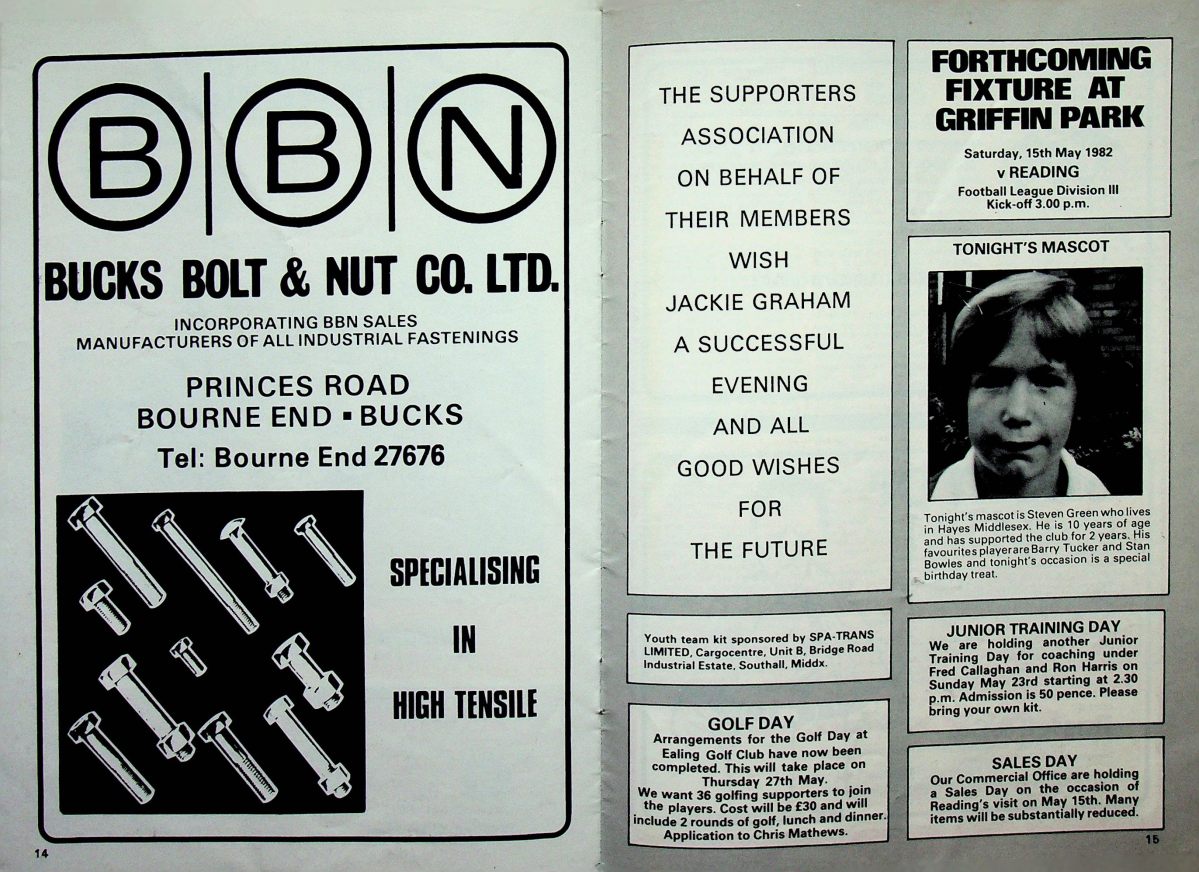 B B N
BUCKS BOLT & NUT CO. LTD.
INCORPORATING BBN SALES
MANUFACTURERS OF ALL INDUSTRIAL FASTENINGS
PRINCES ROAD
BOURNE END ▪ BUCKS
Tel: Bourne End 27676
SPECIALISING
IN
HIGH TENSILE
14
THE SUPPORTERS
ASSOCIATION
ON BEHALF OF
THEIR MEMBERS
WISH
JACKIE GRAHAM
A SUCCESSFUL
EVENING
AND ALL
GOOD WISHES
FOR
THE FUTURE
Youth team kit sponsored by SPA-TRANS
LIMITED, Cargocentre, Unit B, Bridge Road
Industrial Estate, Southall, Middx.
GOLF DAY
Arrangements for the Golf Day at
Ealing Golf Club have now been
completed. This will take place on
Thursday 27th May.
We want 36 golfing supporters to join
the players. Cost will be £30 and will
include 2 rounds of golf, lunch and dinner.
Application to Chris Mathews.
FORTHCOMING
FIXTURE AT
GRIFFIN PARK
Saturday, 15th May 1982
v READING
Football League Division III
Kick-off 3.00 p.m.
TONIGHT'S MASCOT
Tonight's mascot is Steven Green who lives
in Hayes Middlesex. He is 10 years of age
and has supported the club for 2 years. His
favourites player are Barry Tucker and Stan
Bowles and tonight's occasion is a special
birthday treat.
JUNIOR TRAINING DAY
We are holding another Junior
Training Day for coaching under
Fred Callaghan and Ron Harris on
Sunday May 23rd starting at 2.30
p.m. Admission is 50 pence. Please
bring your own kit.
SALES DAY
Our Commercial Office are holding
a Sales Day on the occasion of
Reading's visit on May 15th. Many
items will be substantially reduced.
15